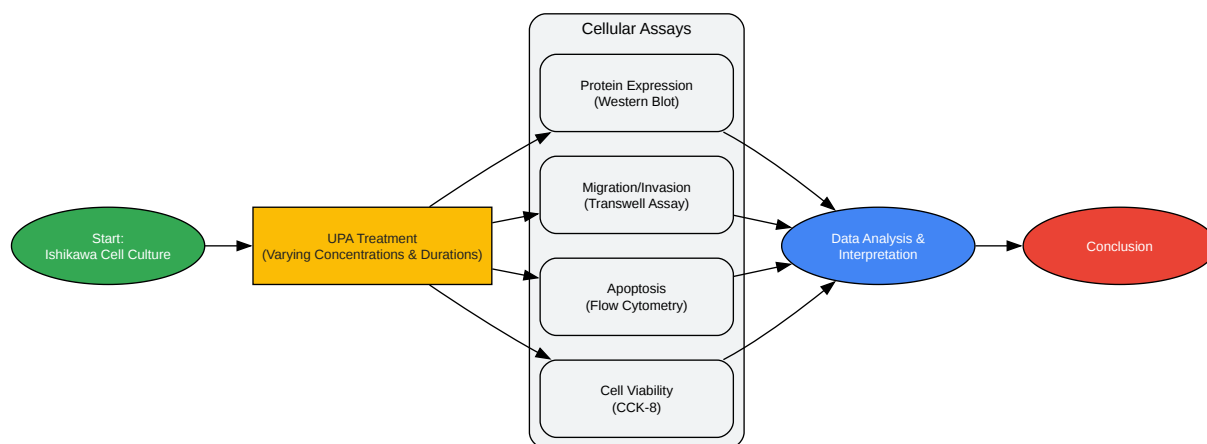 Cellular Assays
Protein Expression
(Western Blot)
Migration/Invasion
(Transwell Assay)
Start:
Ishikawa Cell Culture
UPA Treatment
(Varying Concentrations & Durations)
Data Analysis &
Interpretation
Conclusion
Apoptosis
(Flow Cytometry)
Cell Viability
(CCK-8)